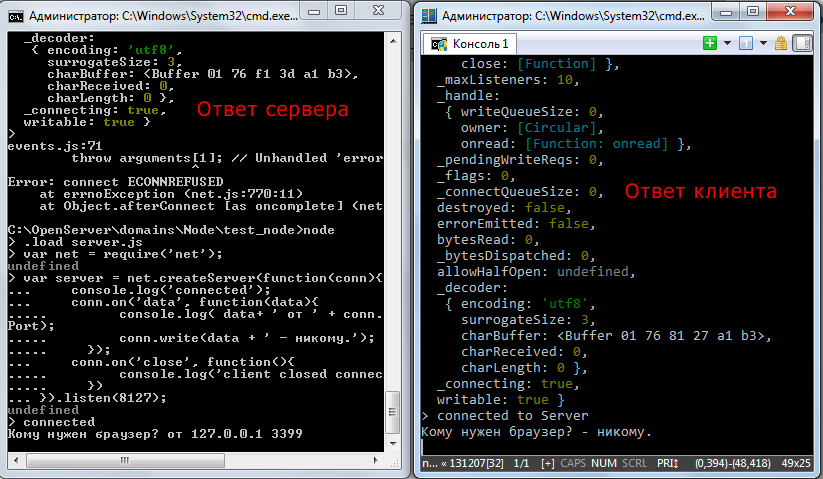 Администратор: C:\Windows\System32\cmd.exe...
_decoder:
{ encoding: 'utf8',
surrogateSize: 3,
charBuffer: <Buffer 01 76 f1 3d a1 b3>,
charReceived: 0,
charLength: 0 },
_connecting: true,
writable: true }
>
Ответ сервера
events.js:71
throw arguments[1]; // Unhandled 'error
^
Error: connect ECONNREFUSED
at errnoException (net.js:770:11)
at Object.afterConnect [as oncomplete] (net
C:\OpenServer\domains\Node\test_node>node
> .load server.js
> var net = require('net');
undefined
> var server = net.createServer(function(conn){
... console.log('connected');
... conn.on('data', function(data){
..... console.log( data+ ' от ' + conn.
Port);
..... conn.write(data + ' - никому.');
..... });
... conn.on('close', function(){
..... console.log('client closed connec
..... })
... }).listen(8127);
undefined
> connected
Кому нужен браузер? от 127.0.0.1 3399
Администратор: C:\Windows\System32\cmd.ex...
Консоль 1
close: [Function] },
_maxListeners: 10,
_handle:
{ writeQueueSize: 0,
owner: [Circular],
onread: [Function: onread] },
_pendingWriteReqs: 0,
_flags: 0,
_connectQueueSize: 0,
Ответ клиента
destroyed: false,
errorEmitted: false,
bytesRead: 0,
_bytesDispatched: 0,
allowHalfOpen: undefined,
_decoder:
{ encoding: 'utf8',
surrogateSize: 3,
charBuffer: <Buffer 01 76 81 27 a1 b3>,
charReceived: 0,
charLength: 0 },
_connecting: true,
writable: true }
> connected to Server
Кому нужен браузер? - никому.
n... « 131207[32] 1/1 [+] CAPS NUM SCRL PRI↕ (0,394)-(48,418) 49x25